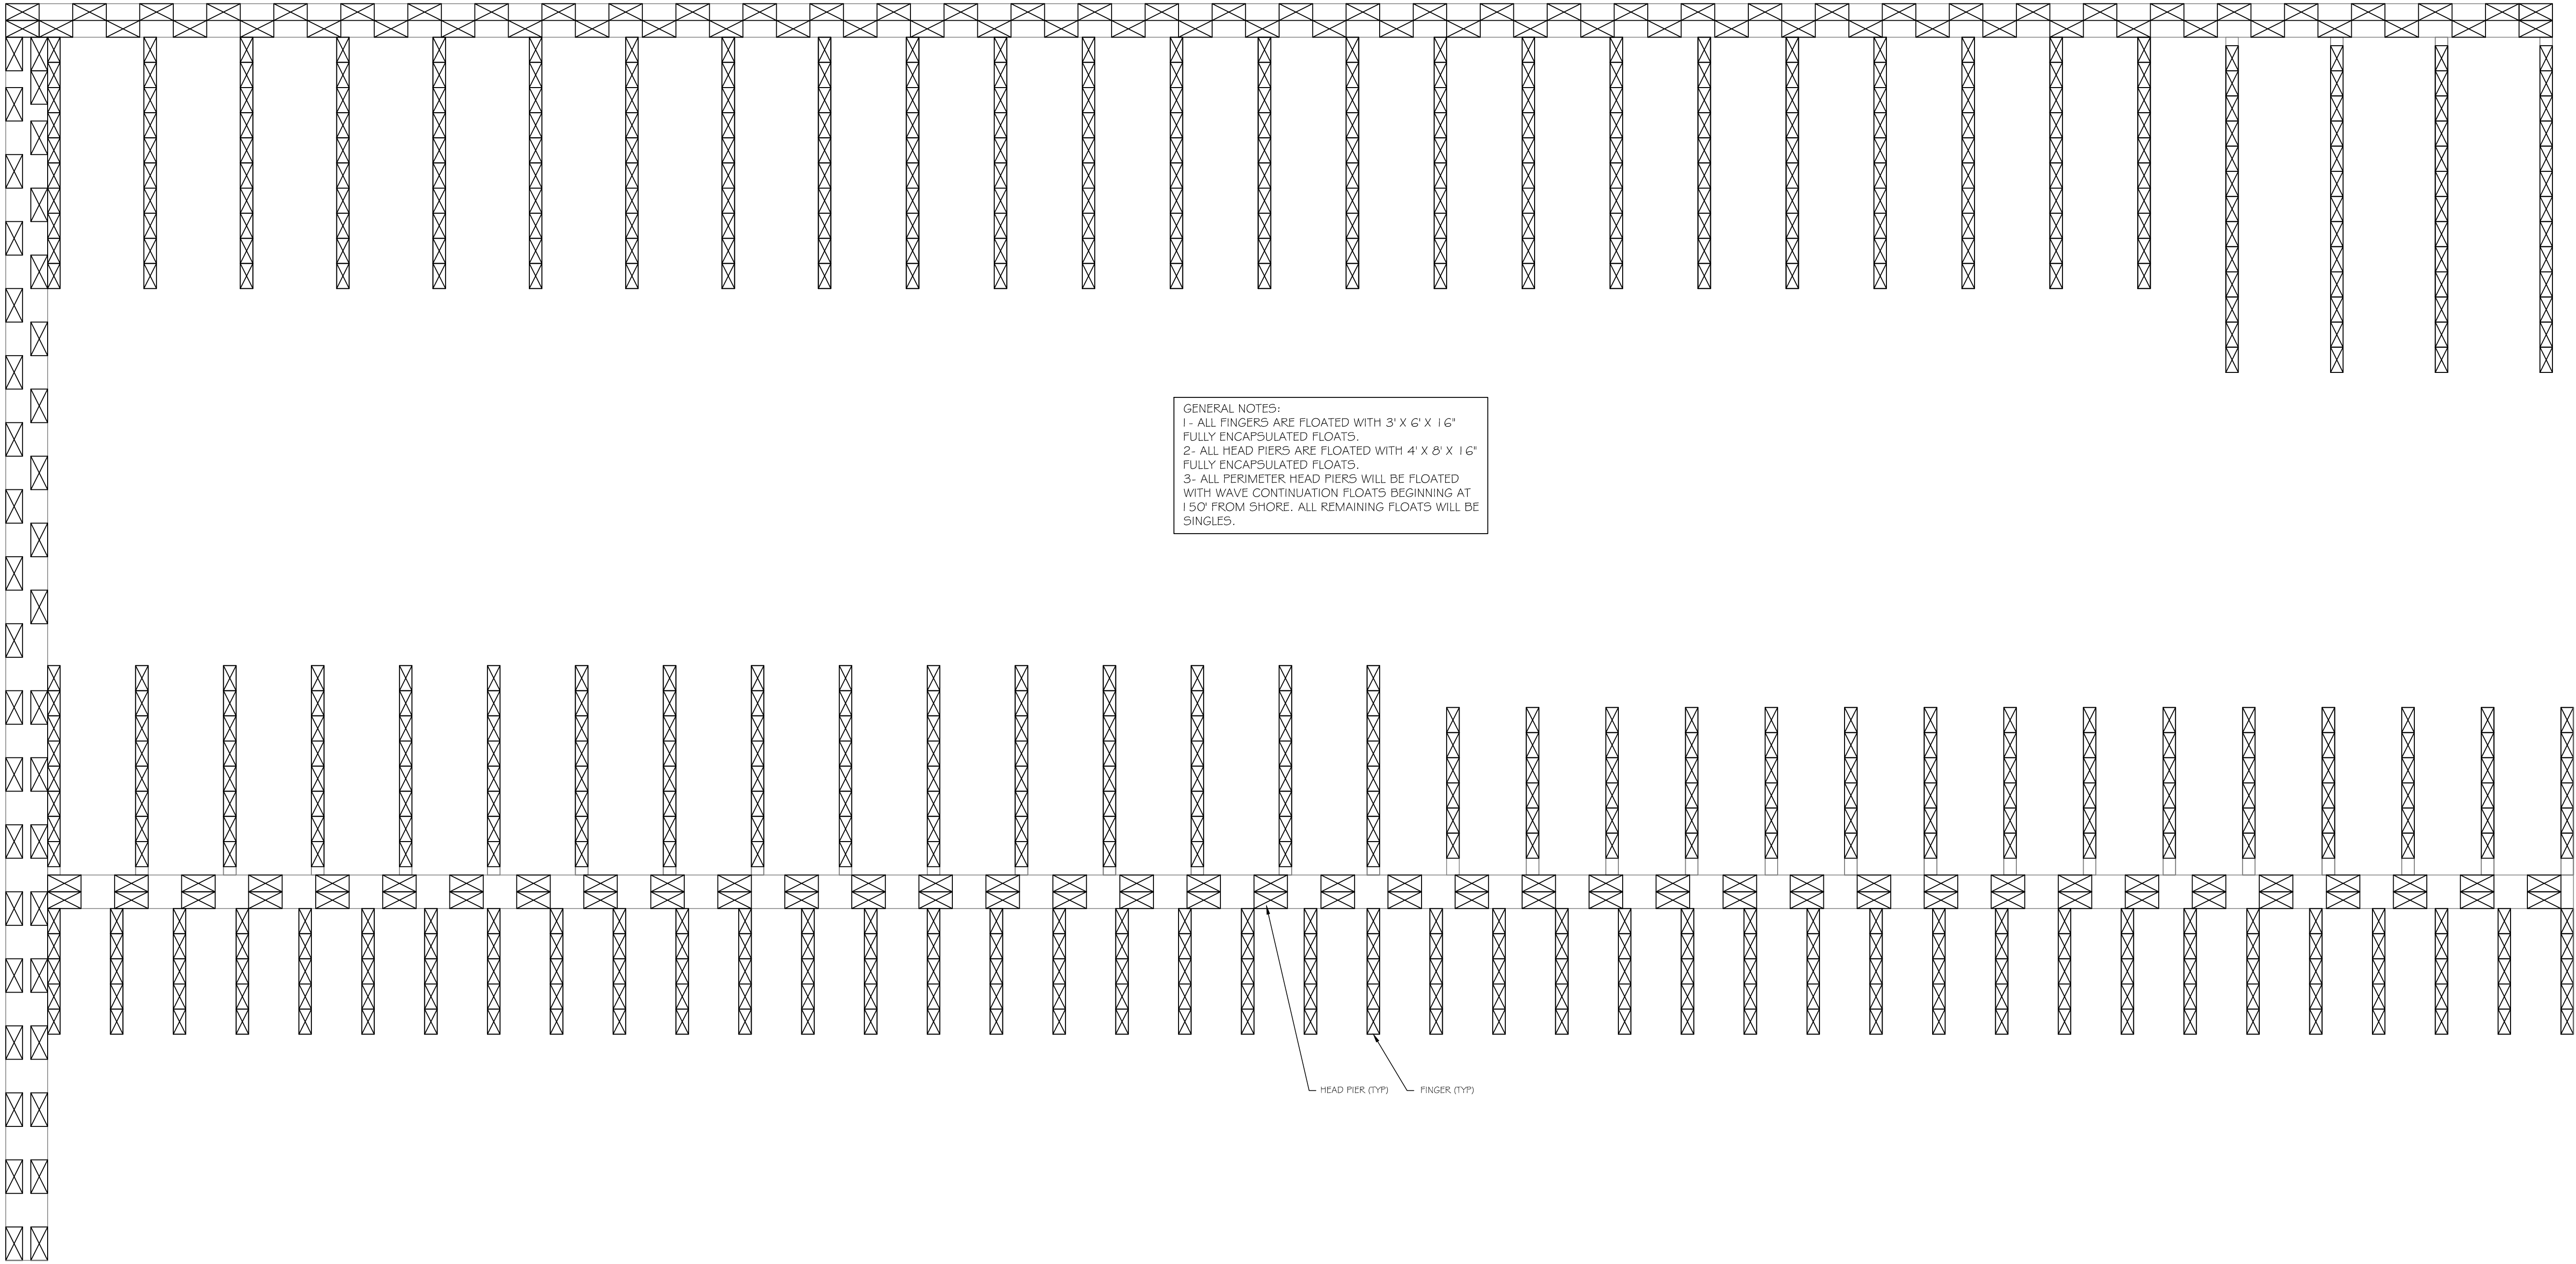 GENERAL NOTES:
1- ALL FINGERS ARE FLOATED WITH 3' X 6' X 16"
FULLY ENCAPSULATED FLOATS.
2- ALL HEAD PIERS ARE FLOATED WITH 4' X 8' X 16"
FULLY ENCAPSULATED FLOATS.
3- ALL PERIMETER HEAD PIERS WILL BE FLOATED
WITH WAVE CONTINUATION FLOATS BEGINNING AT
150' FROM SHORE. ALL REMAINING FLOATS WILL BE
SINGLES.
HEAD PIER (TYP)
FINGER (TYP)